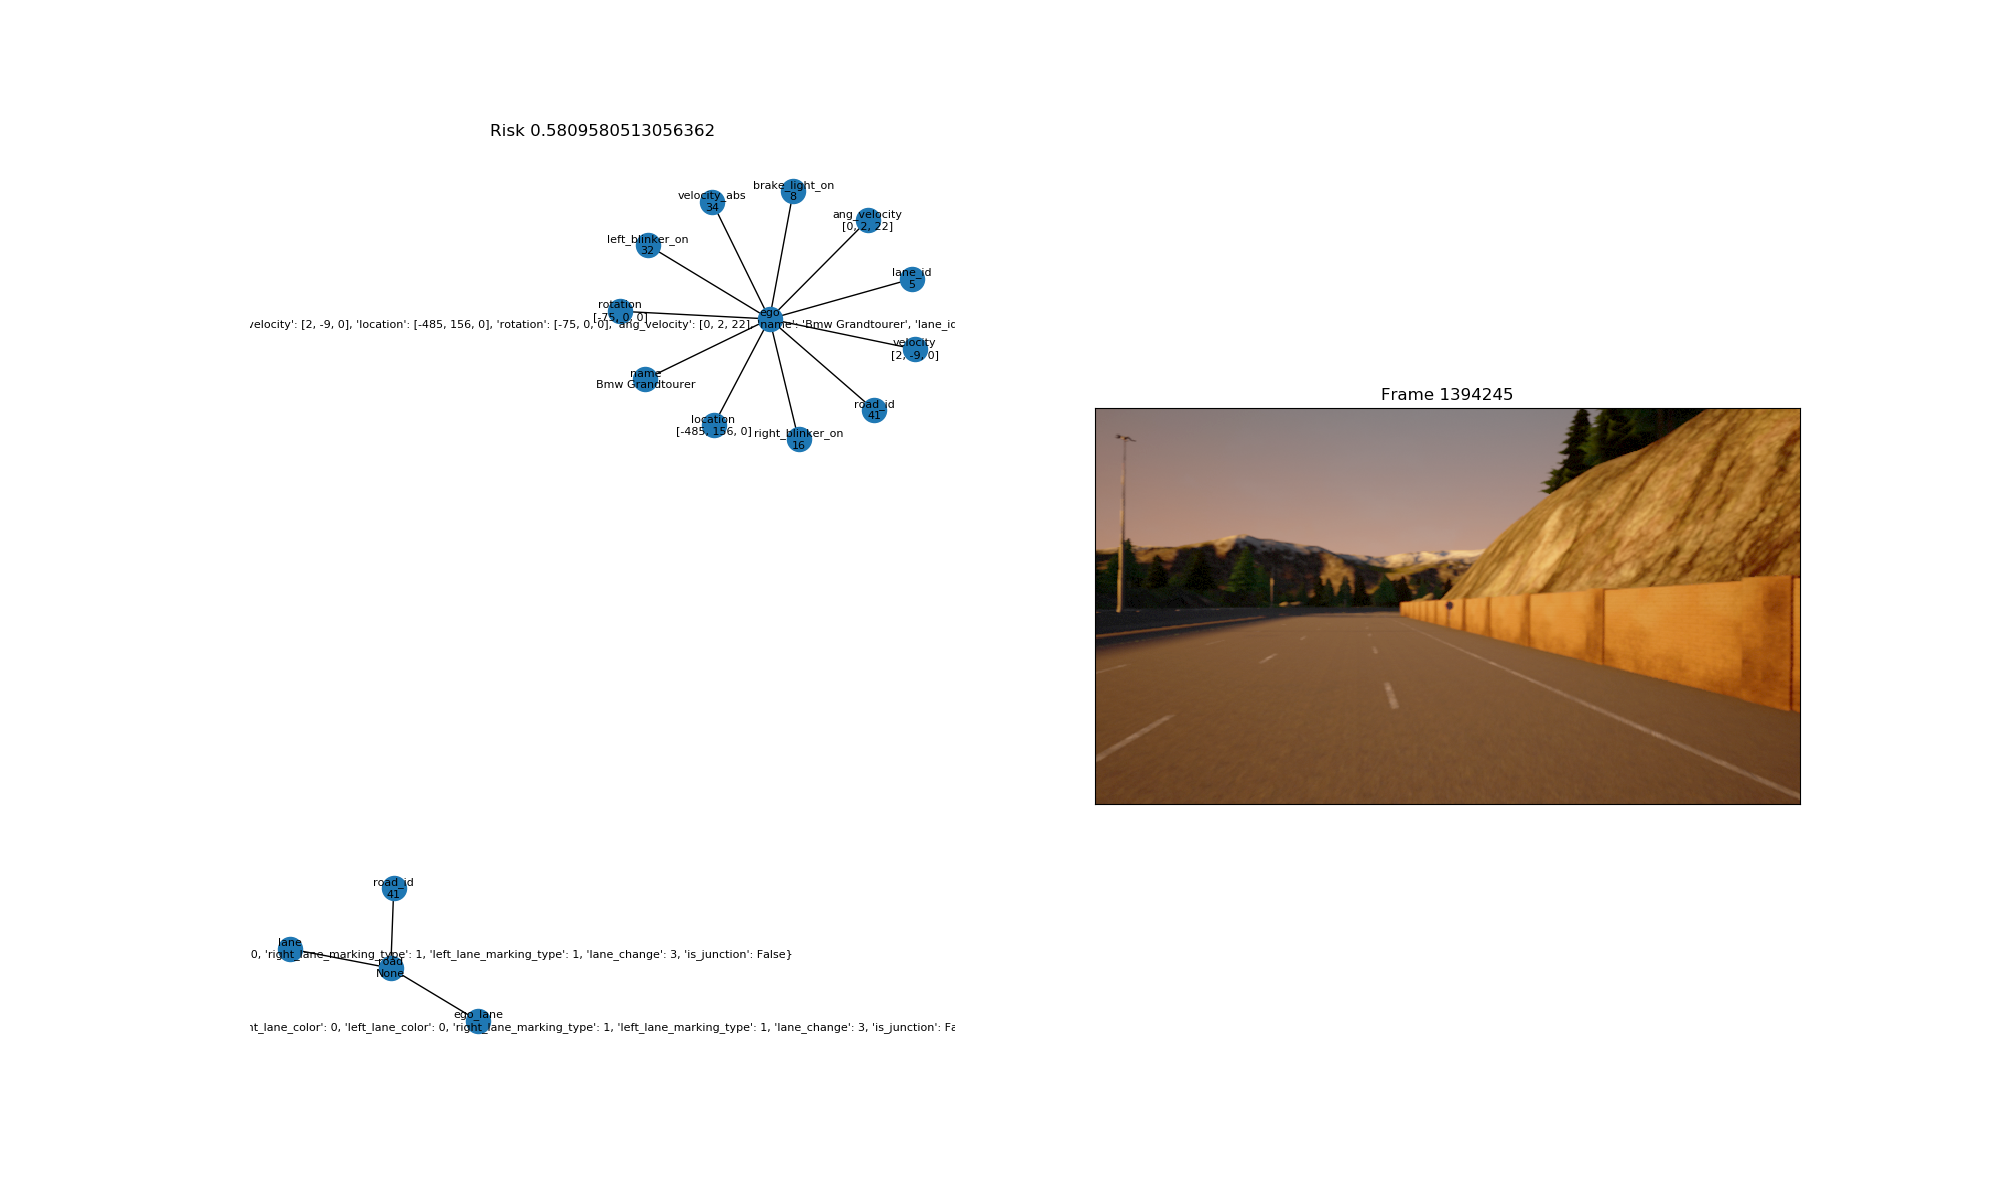 Risk 0.5809580513056362
brake_light_on
8
velocity_abs
34
ang_velocity
[0, 2, 22]
left_blinker_on
32
lane_id
5
rotation
[-75, 0, 0]
ego
velocity': [2, -9, 0], 'location': [-485, 156, 0], 'rotation': [-75, 0, 0], 'ang_velocity': [0, 2, 22], 'name': 'Bmw Grandtourer', 'lane_id
velocity
[2, -9, 0]
name
Bmw Grandtourer
road_id
41
location
[-485, 156, 0]
right_blinker_on
16
Frame 1394245
road_id
41
lane
0, 'right_lane_marking_type': 1, 'left_lane_marking_type': 1, 'lane_change': 3, 'is_junction': False}
road
None
ego_lane
ht_lane_color': 0, 'left_lane_color': 0, 'right_lane_marking_type': 1, 'left_lane_marking_type': 1, 'lane_change': 3, 'is_junction': Fa